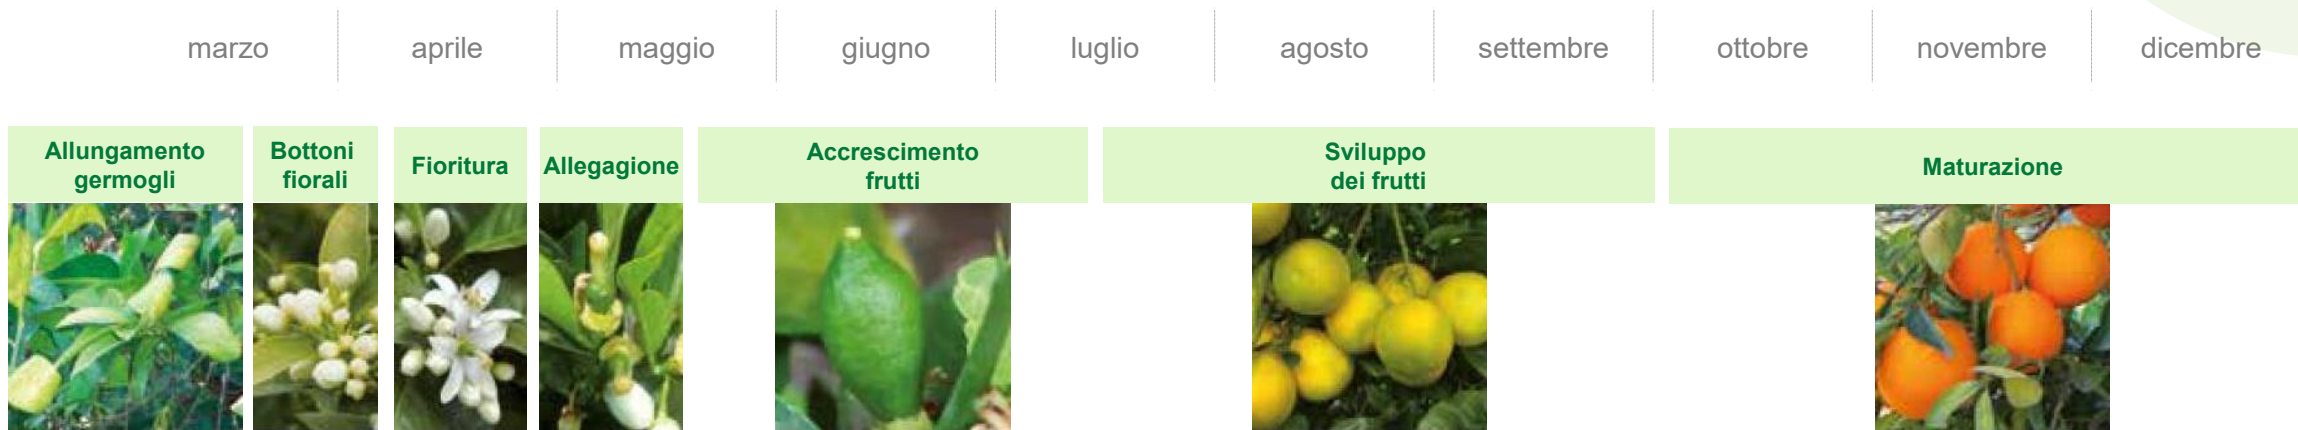 marzo aprile maggio giugno luglio agosto settembre ottobre novembre dicembre
Allungamento
germogli
Bottoni
fiorali
Fioritura
Allegagione
Accrescimento
frutti
Sviluppo
dei frutti
Maturazione